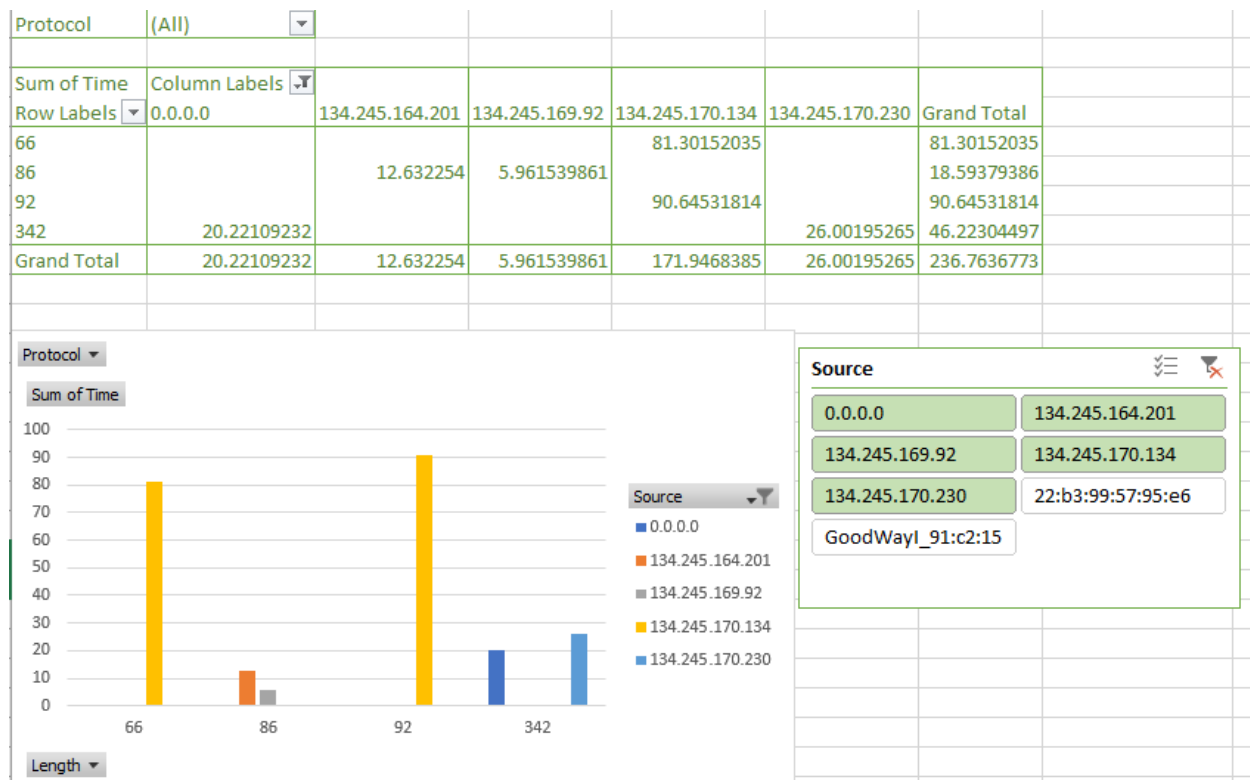 Protocol (All)
Sum of Time Column Labels
Row Labels 0.0.0.0 134.245.164.201 134.245.169.92 134.245.170.134 134.245.170.230 Grand Total
66 81.30152035 81.30152035
86 12.632254 5.961539861 18.59379386
92 90.64531814 90.64531814
342 20.22109232 26.00195265 46.22304497
Grand Total 20.22109232 12.632254 5.961539861 171.9468385 26.00195265 236.7636773
Protocol
Sum of Time
100
90
80
70
60
50
40
30
20
10
0
66 86 92 342
Length
Source
0.0.0.0
134.245.164.201
134.245.169.92
134.245.170.134
134.245.170.230
Source
0.0.0.0 134.245.164.201
134.245.169.92 134.245.170.134
134.245.170.230 22:b3:99:57:95:e6
GoodWayI_91:c2:15